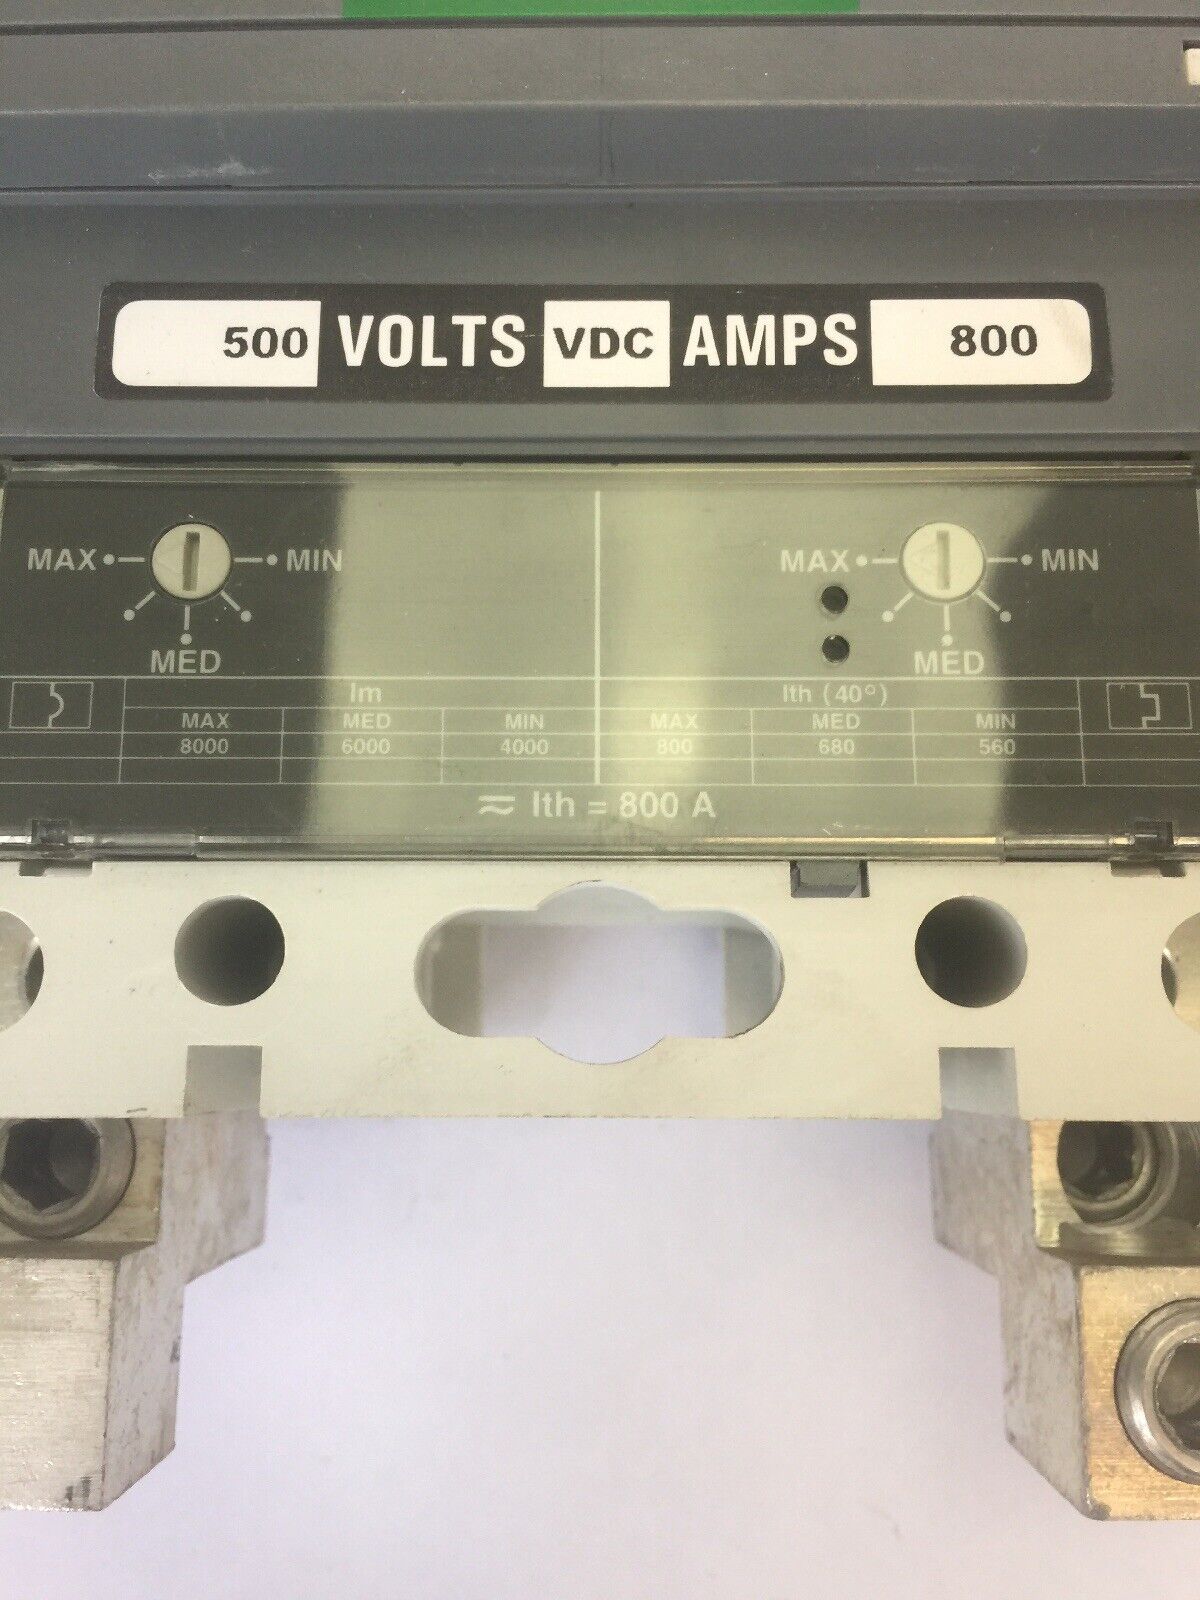 500 VOLTS VDC AMPS 800
MAX MIN MAX MIN
MED MED
Im Ith (40°)
MAX MED MIN MAX MED MIN
8000 6000 4000 800 680 560
≂ Ith = 800 A